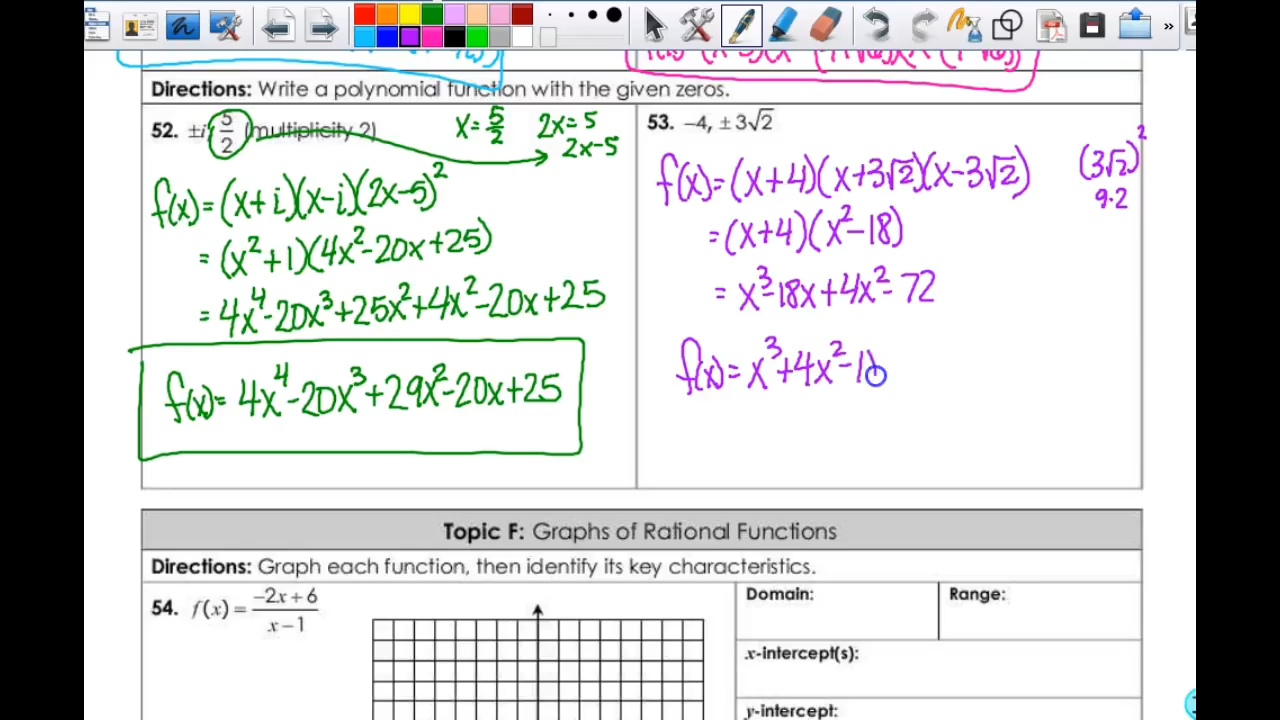 Directions: Write a polynomial function with the given zeros.
52. ±i, 5/2 (multiplicity 2)
x = 5/2 2x = 5
2x-5
f(x) = (x+i)(x-i)(2x-5)²
= (x²+1)(4x²-20x+25)
= 4x⁴-20x³+25x²+4x²-20x+25
f(x) = 4x⁴-20x³+29x²-20x+25
53. −4, ±3√2
f(x) = (x+4)(x+3√2)(x-3√2)
(3√2)²
9·2
= (x+4)(x²-18)
= x³-18x+4x²-72
f(x) = x³+4x²-1
Topic F: Graphs of Rational Functions
Directions: Graph each function, then identify its key characteristics.
54. f(x) = (−2x+6)/(x−1)
Domain:
Range:
x-intercept(s):
y-intercept: